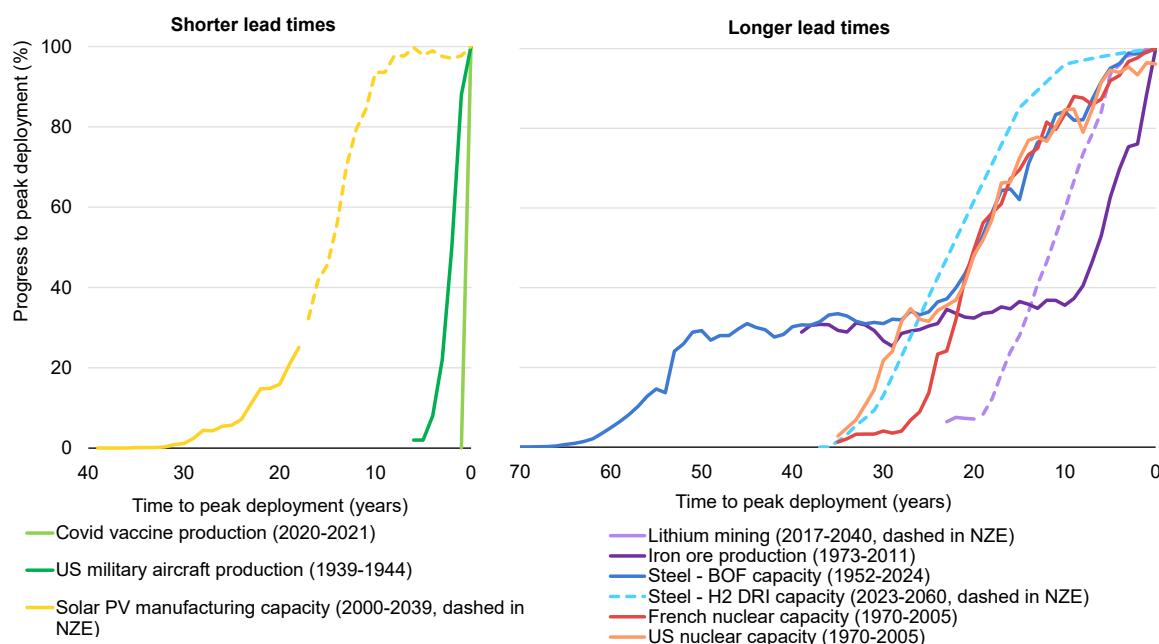 Shorter lead times
Longer lead times
Progress to peak deployment (%)
100
80
60
40
20
0
40
30
20
10
0
70
60
50
40
30
20
10
0
Time to peak deployment (years)
Time to peak deployment (years)
Covid vaccine production (2020-2021)
US military aircraft production (1939-1944)
Solar PV manufacturing capacity (2000-2039, dashed in
NZE)
Lithium mining (2017-2040, dashed in NZE)
Iron ore production (1973-2011)
Steel - BOF capacity (1952-2024)
Steel - H2 DRI capacity (2023-2060, dashed in NZE)
French nuclear capacity (1970-2005)
US nuclear capacity (1970-2005)